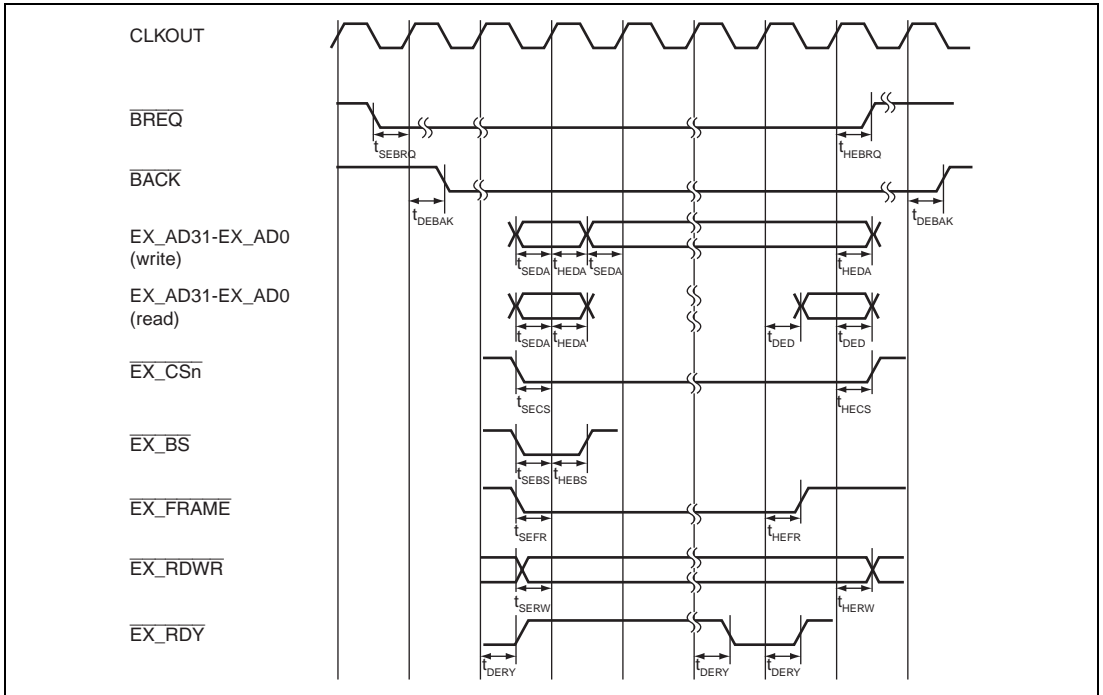 CLKOUT
BREQ
tSEBRQ
tHEBRQ
BACK
tDEBAK
tDEBAK
EX_AD31-EX_AD0
(write)
tSEDA
tHEDA
tSEDA
tHEDA
EX_AD31-EX_AD0
(read)
tSEDA
tHEDA
tDED
tDED
EX_CSn
tSECS
tHECS
EX_BS
tSEBS
tHEBS
EX_FRAME
tSEFR
tHEFR
EX_RDWR
tSERW
tHERW
EX_RDY
tDERY
tDERY
tDERY